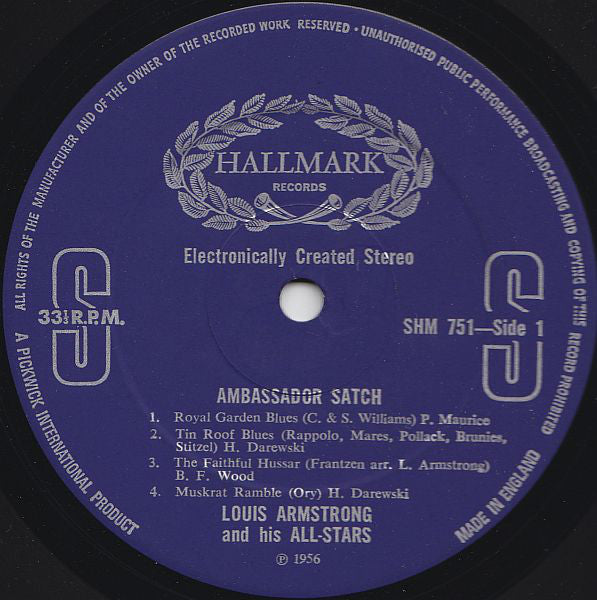 ALL RIGHTS OF THE MANUFACTURER AND OF THE OWNER OF THE RECORDED WORK RESERVED · UNAUTHORISED PUBLIC PERFORMANCE BROADCASTING AND COPYING OF THIS RECORD PROHIBITED
HALLMARK
RECORDS
Electronically Created Stereo
S
S
33⅓ R.P.M.
SHM 751—Side 1
AMBASSADOR SATCH
1. Royal Garden Blues (C. & S. Williams) P. Maurice
2. Tin Roof Blues (Rappolo, Mares, Pollack, Brunies,
Stitzel) H. Darewski
3. The Faithful Hussar (Frantzen arr. L. Armstrong)
B. F. Wood
4. Muskrat Ramble (Ory) H. Darewski
LOUIS ARMSTRONG
and his ALL-STARS
℗ 1956
A PICKWICK INTERNATIONAL PRODUCT
MADE IN ENGLAND